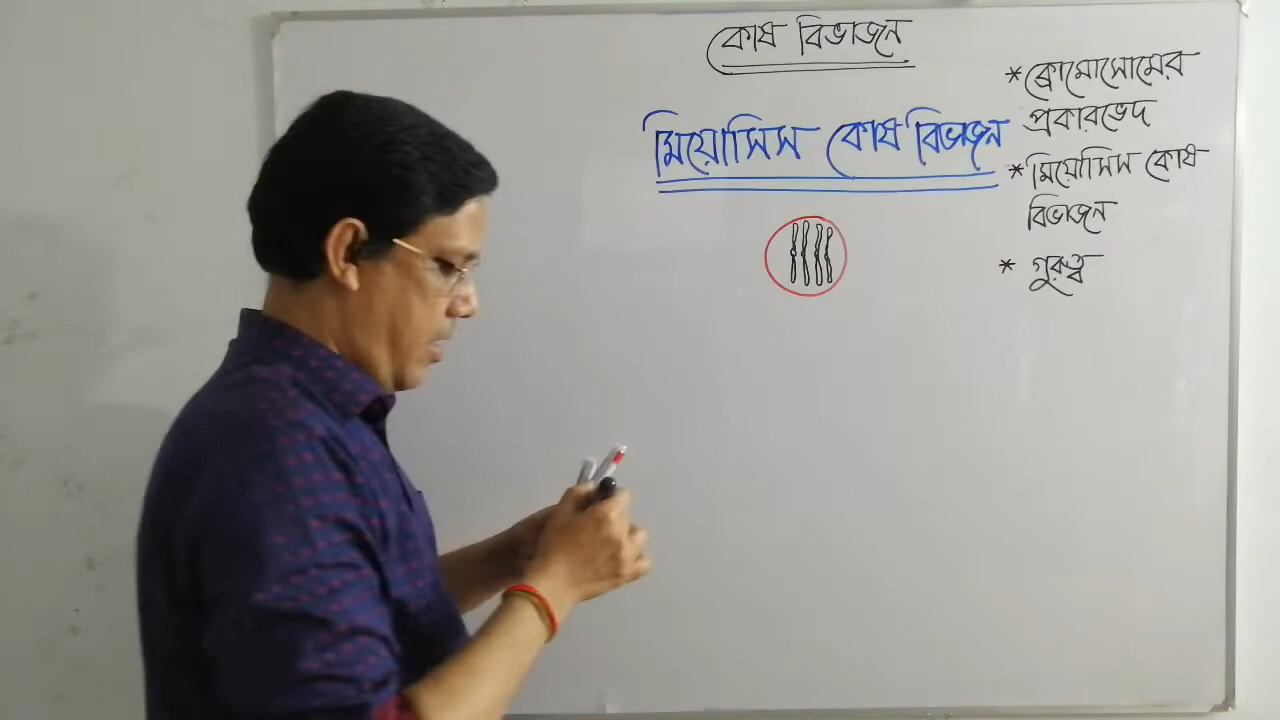 কোষ বিভাজন
মিয়োসিস কোষ বিভাজন
* ক্রোমোসোমের
প্রকারভেদ
* মিয়োসিস কোষ
বিভাজন
* গুরুত্ব